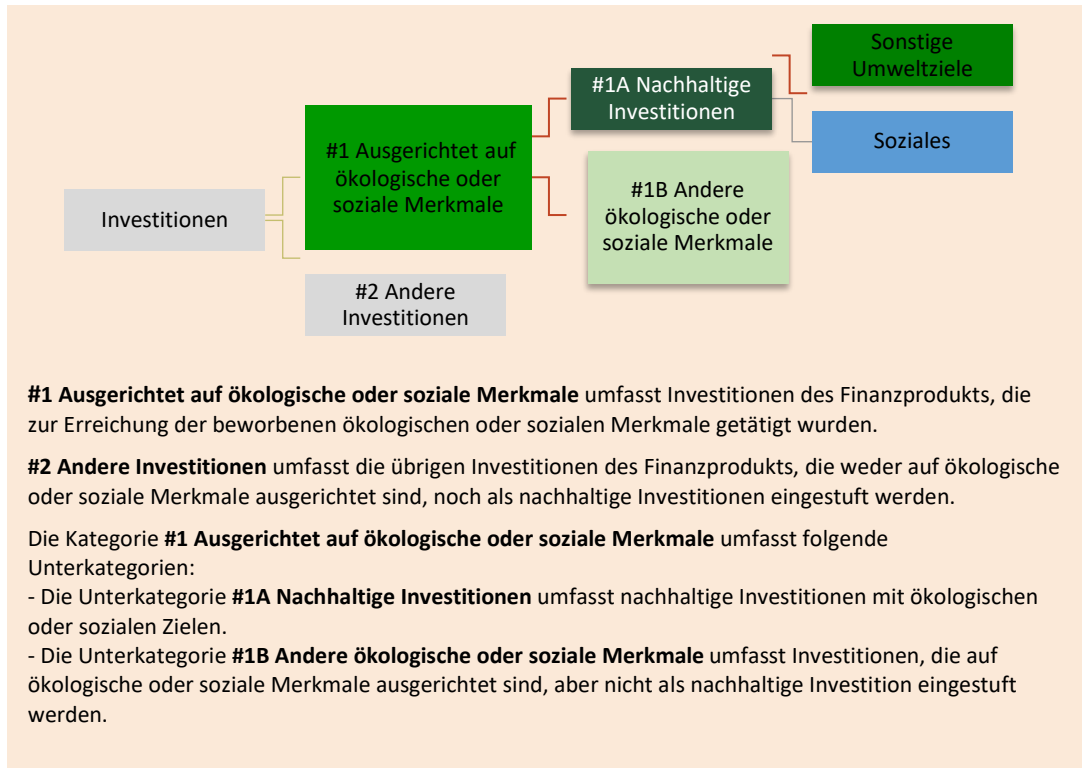 Sonstige
Umweltziele
#1A Nachhaltige
Investitionen
#1 Ausgerichtet auf
ökologische oder
soziale Merkmale
Soziales
#1B Andere
ökologische oder
soziale Merkmale
Investitionen
#2 Andere
Investitionen
#1 Ausgerichtet auf ökologische oder soziale Merkmale umfasst Investitionen des Finanzprodukts, die
zur Erreichung der beworbenen ökologischen oder sozialen Merkmale getätigt wurden.
#2 Andere Investitionen umfasst die übrigen Investitionen des Finanzprodukts, die weder auf ökologische
oder soziale Merkmale ausgerichtet sind, noch als nachhaltige Investitionen eingestuft werden.
Die Kategorie #1 Ausgerichtet auf ökologische oder soziale Merkmale umfasst folgende
Unterkategorien:
- Die Unterkategorie #1A Nachhaltige Investitionen umfasst nachhaltige Investitionen mit ökologischen
oder sozialen Zielen.
- Die Unterkategorie #1B Andere ökologische oder soziale Merkmale umfasst Investitionen, die auf
ökologische oder soziale Merkmale ausgerichtet sind, aber nicht als nachhaltige Investition eingestuft
werden.